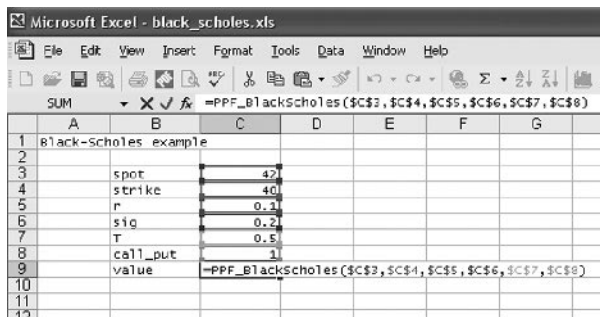 Microsoft Excel - black_scholes.xls
File Edit View Insert Format Tools Data Window Help
SUM fx =PPF_BlackScholes($C$3,$C$4,$C$5,$C$6,$C$7,$C$8)
A B C D E F G
1 Black-Scholes example
2
3 spot 42
4 strike 40
5 r 0.1
6 sig 0.2
7 T 0.5
8 call_put 1
9 value =PPF_BlackScholes($C$3,$C$4,$C$5,$C$6,$C$7,$C$8)
10
11
12